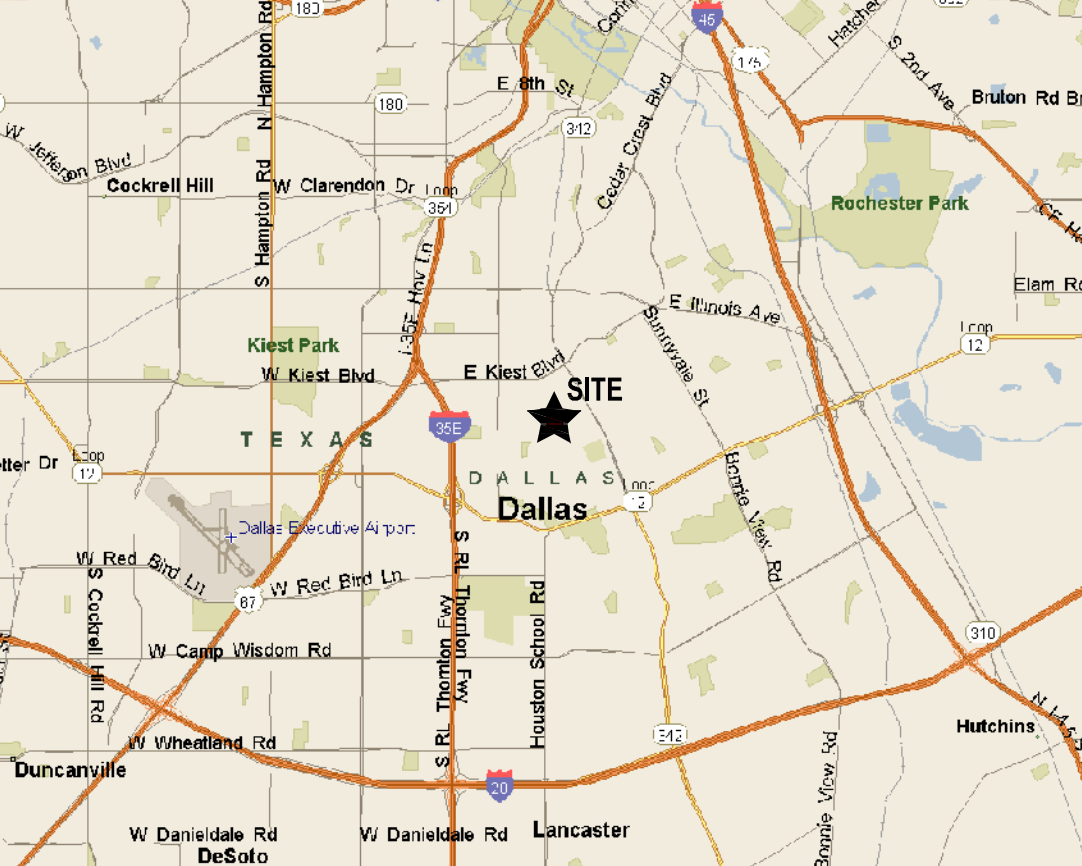 180
45
Hatcher
175
S 2nd Ave
N Hampton Rd
E 8th St
180
Bruton Rd
342
Cedar Crest Blvd
W Jefferson Blvd
Cockrell Hill
W Clarendon Dr
Loop
354
S Hampton Rd
Rochester Park
I-35E Hov Ln
Elam Rd
E Illinois Ave
Sunnyvale St
Loop
12
Kiest Park
W Kiest Blvd
E Kiest Blvd
SITE
35E
TEXAS
DALLAS
Dallas
Loop
12
Loop
12
Bonnie View Rd
Dallas Executive Airport
W Red Bird Ln
W Red Bird Ln
67
S Cockrell Hill Rd
S RL Thornton Fwy
S RL Thornton Fwy
Houston School Rd
310
W Camp Wisdom Rd
Hutchins
342
W Wheatland Rd
Duncanville
20
Bonnie View Rd
W Danieldale Rd
W Danieldale Rd
Lancaster
DeSoto